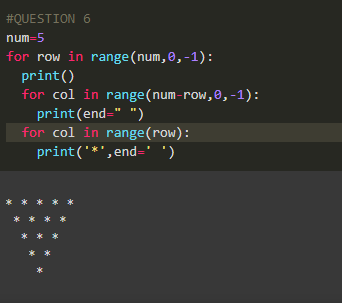 #QUESTION 6
num=5
for row in range(num,0,-1):
  print()
  for col in range(num-row,0,-1):
    print(end=" ")
  for col in range(row):
    print('*',end=' ')
* * * * *
 * * * *
  * * *
   * *
    *